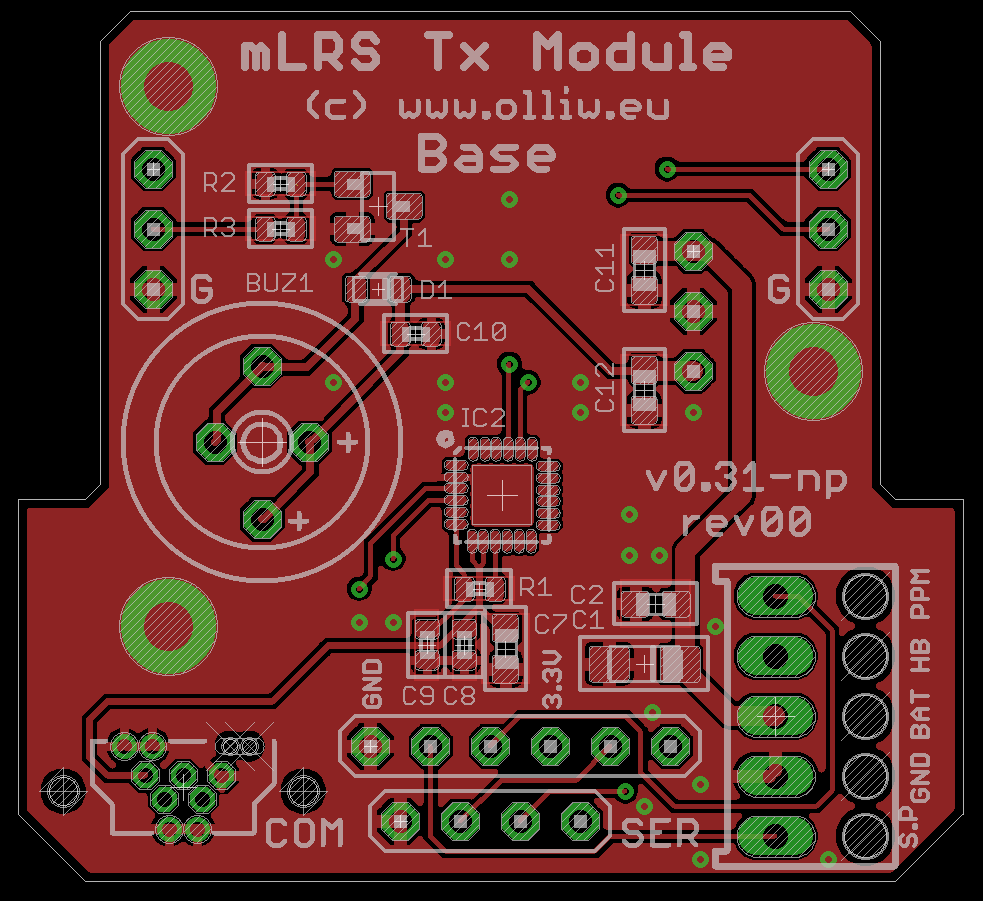 mLRS Tx Module
(c) www.olliw.eu
Base
R2
R3
T1
G
G
BUZ1
D1
C10
C11
C12
IC2
+
+
v0.31-np
rev00
R1
C2
C1
C7
C9 C8
GND
3.3V
COM
SER
S.P GND BAT HB PPM